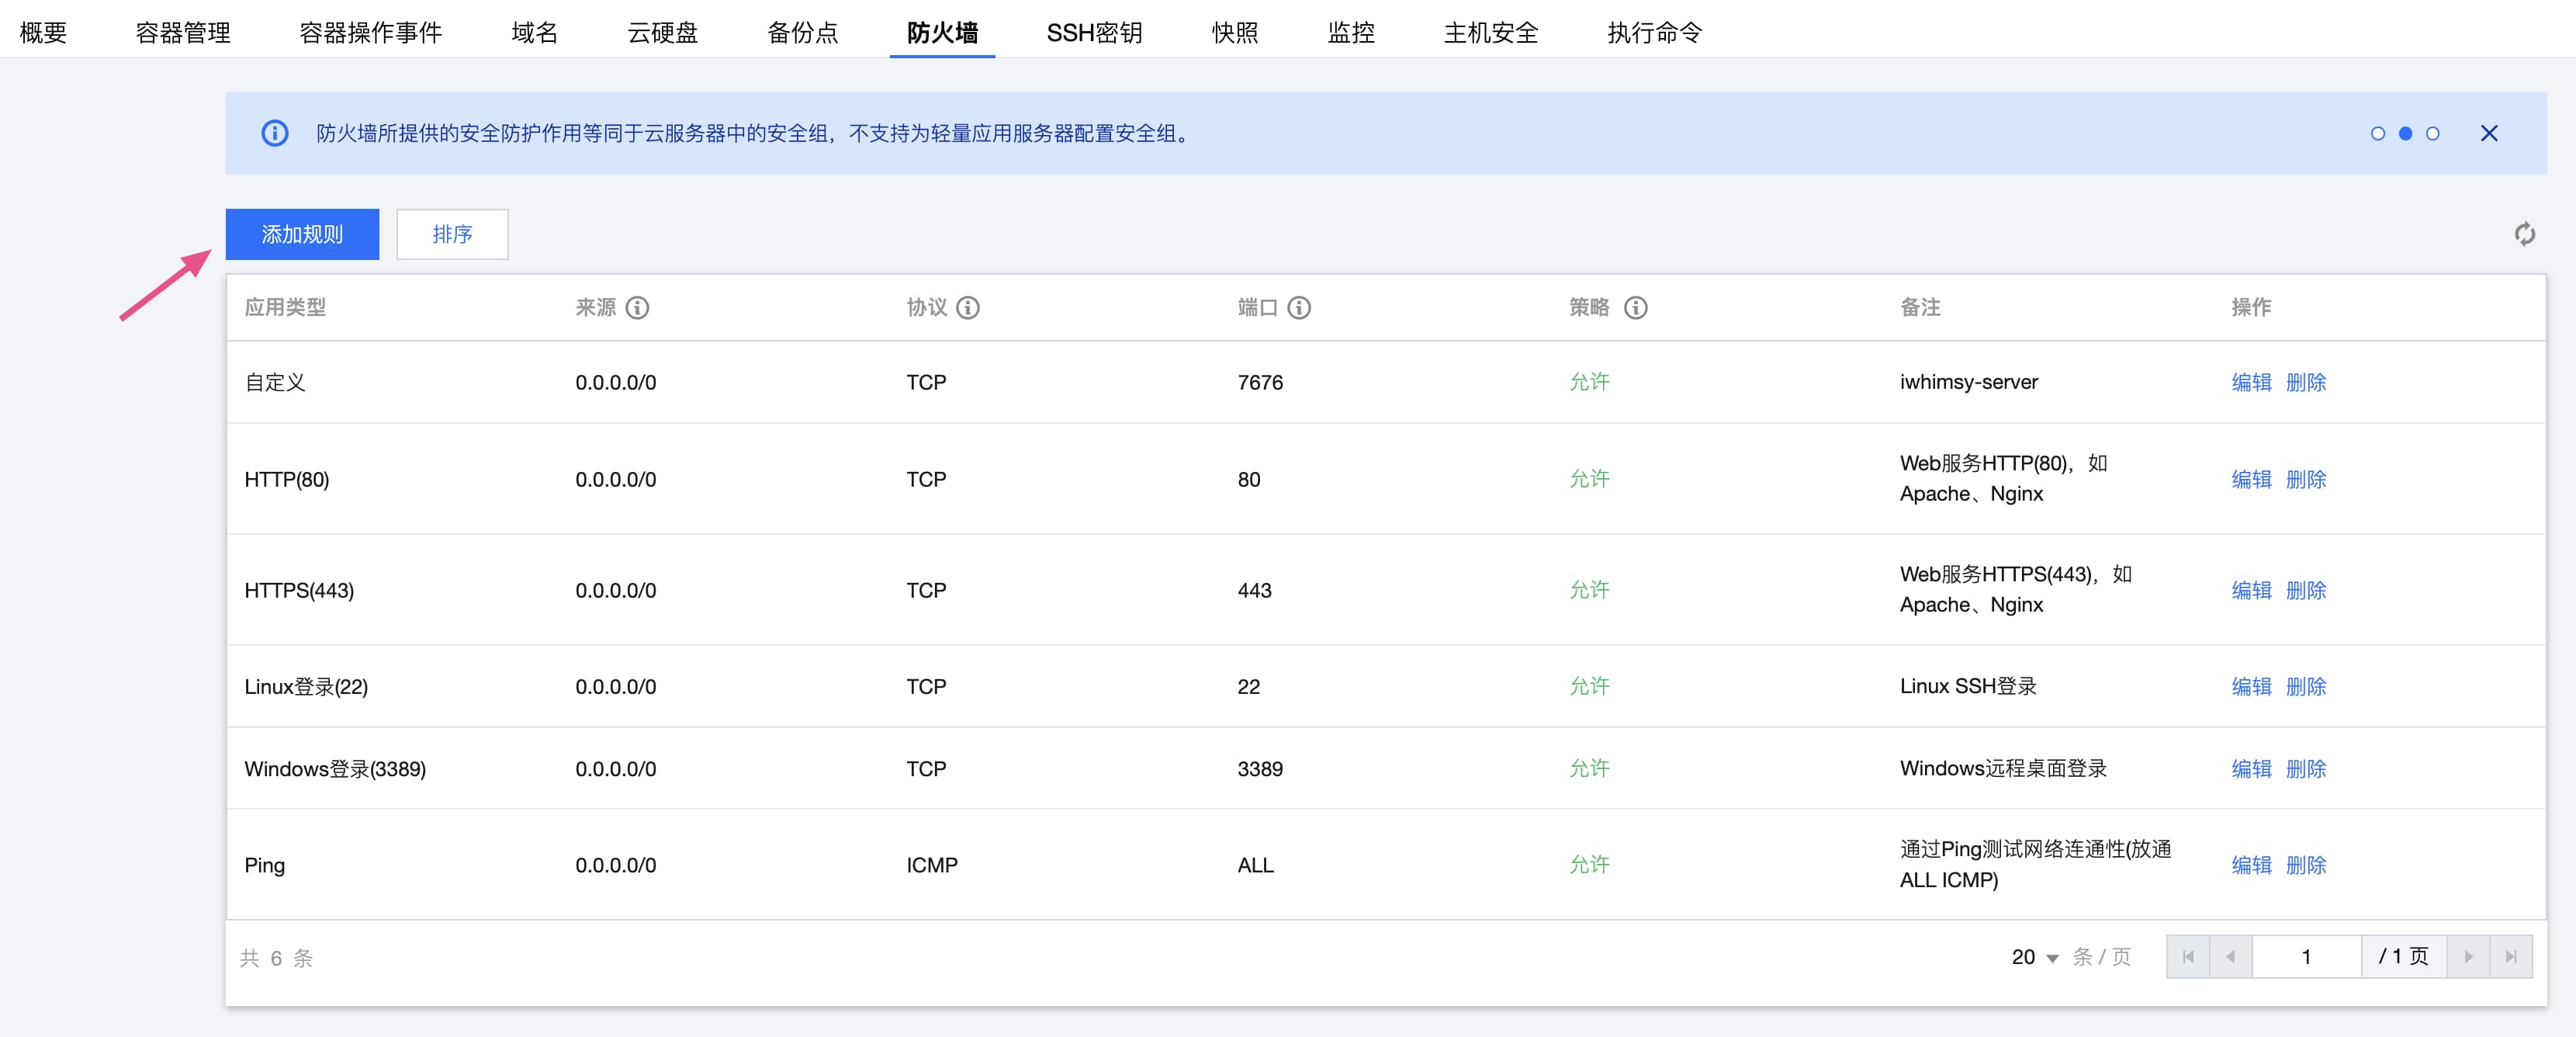 概要 容器管理 容器操作事件 域名 云硬盘 备份点 防火墙 SSH密钥 快照 监控 主机安全 执行命令
防火墙所提供的安全防护作用等同于云服务器中的安全组，不支持为轻量应用服务器配置安全组。
添加规则 排序
应用类型 来源 协议 端口 策略 备注 操作
自定义 0.0.0.0/0 TCP 7676 允许 iwhimsy-server 编辑 删除
HTTP(80) 0.0.0.0/0 TCP 80 允许 Web服务HTTP(80)，如
Apache、Nginx 编辑 删除
HTTPS(443) 0.0.0.0/0 TCP 443 允许 Web服务HTTPS(443)，如
Apache、Nginx 编辑 删除
Linux登录(22) 0.0.0.0/0 TCP 22 允许 Linux SSH登录 编辑 删除
Windows登录(3389) 0.0.0.0/0 TCP 3389 允许 Windows远程桌面登录 编辑 删除
Ping 0.0.0.0/0 ICMP ALL 允许 通过Ping测试网络连通性(放通
ALL ICMP) 编辑 删除
共 6 条 20 条 / 页 1 / 1 页